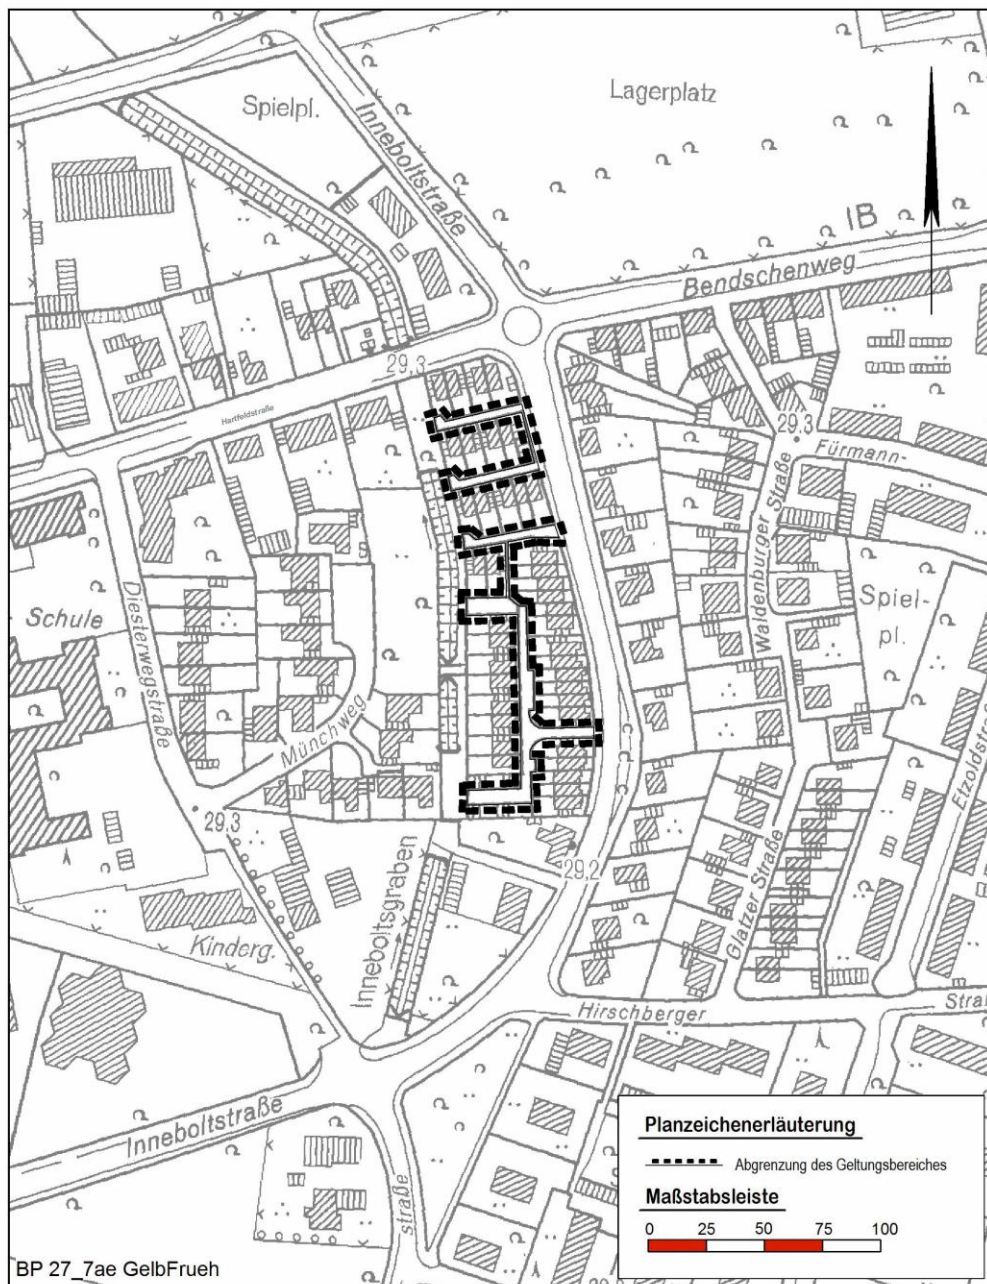 Spielpl.
Inneboltstraße
Lagerplatz
IB
Bendschenweg
29,3
Hartfeldstraße
29,3
Fürmann-
Waldenburger Straße
Schule
Diesterwegstraße
Spiel-
pl.
Münchweg
Etzoldstraß
29,3
29,2
Glatzer Straße
Inneboltsgraben
Kinderg.
Hirschberger
Straß
Inneboltstraße
straße
Planzeichenerläuterung
Abgrenzung des Geltungsbereiches
Maßstabsleiste
0 25 50 75 100
BP 27_7ae GelbFrueh